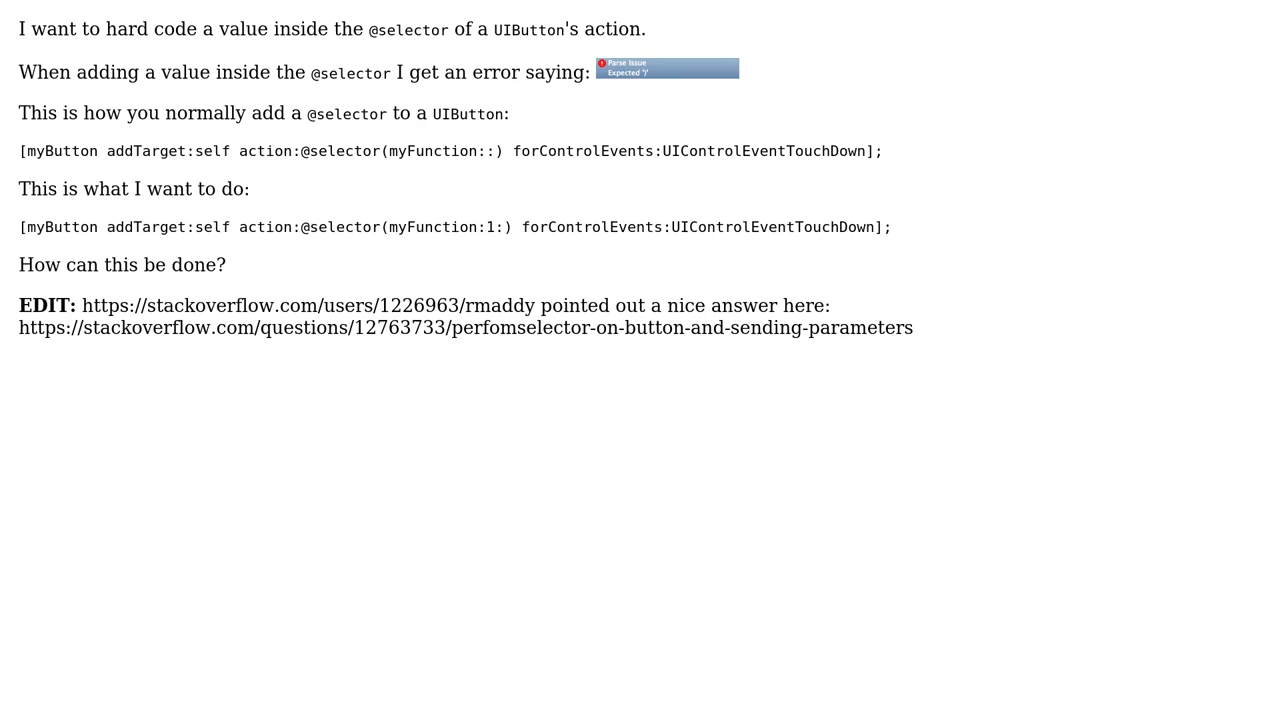 I want to hard code a value inside the @selector of a UIButton's action.
When adding a value inside the @selector I get an error saying:
Parse Issue
Expected ')'
This is how you normally add a @selector to a UIButton:
[myButton addTarget:self action:@selector(myFunction::) forControlEvents:UIControlEventTouchDown];
This is what I want to do:
[myButton addTarget:self action:@selector(myFunction:1:) forControlEvents:UIControlEventTouchDown];
How can this be done?
EDIT: https://stackoverflow.com/users/1226963/rmaddy pointed out a nice answer here:
https://stackoverflow.com/questions/12763733/perfomselector-on-button-and-sending-parameters